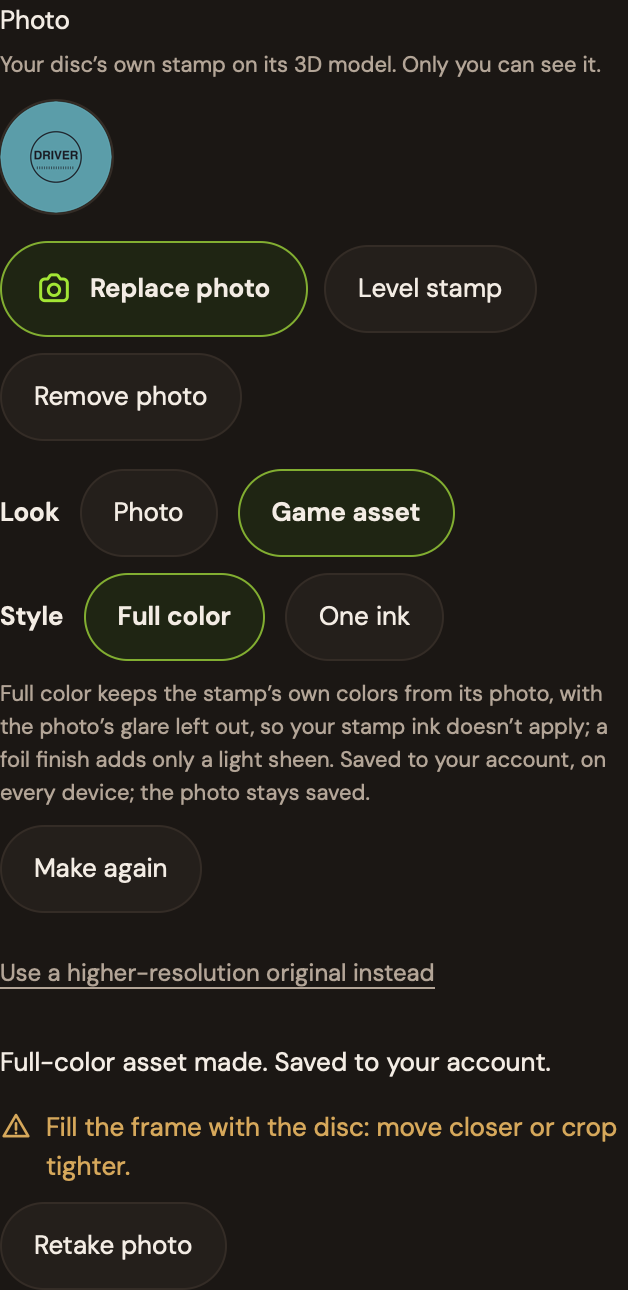 Photo
Your disc’s own stamp on its 3D model. Only you can see it.
DRIVER
Replace photo
Level stamp
Remove photo
Look
Photo
Game asset
Style
Full color
One ink
Full color keeps the stamp’s own colors from its photo, with
the photo’s glare left out, so your stamp ink doesn’t apply; a
foil finish adds only a light sheen. Saved to your account, on
every device; the photo stays saved.
Make again
Use a higher-resolution original instead
Full-color asset made. Saved to your account.
Fill the frame with the disc: move closer or crop
tighter.
Retake photo